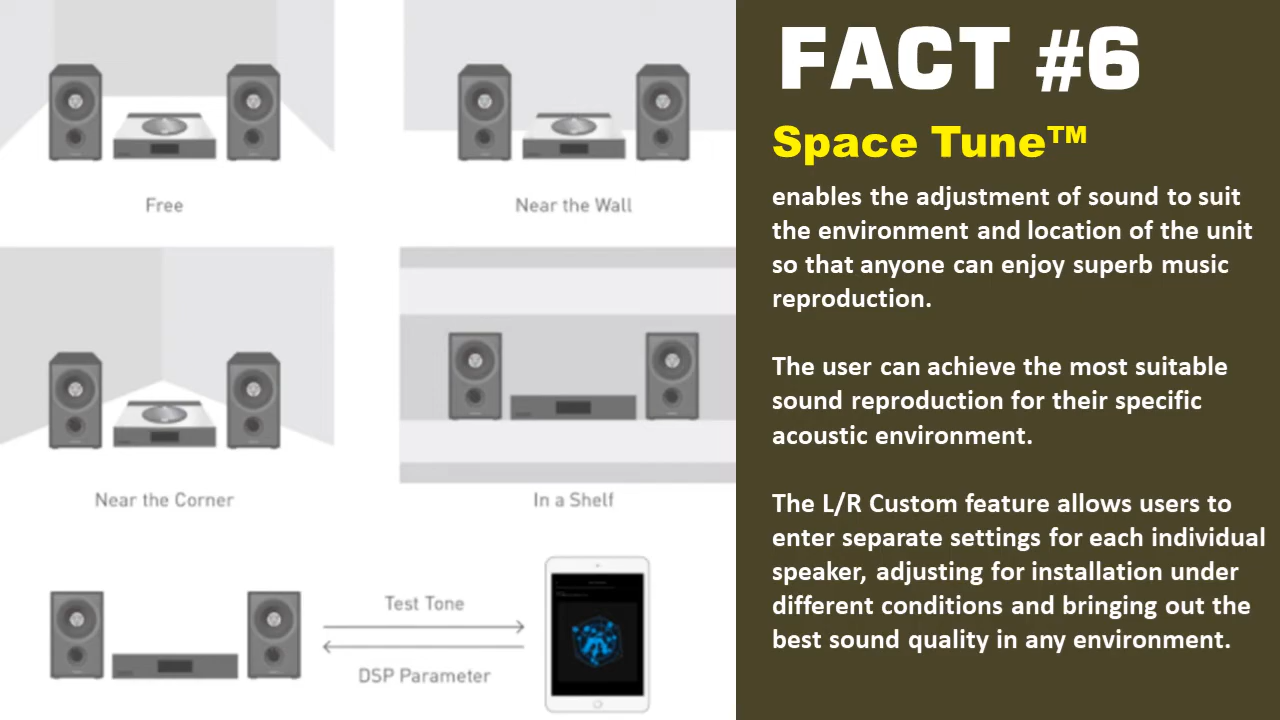 Free
Near the Wall
Near the Corner
In a Shelf
Test Tone
DSP Parameter
FACT #6
Space Tune™
enables the adjustment of sound to suit
the environment and location of the unit
so that anyone can enjoy superb music
reproduction.
The user can achieve the most suitable
sound reproduction for their specific
acoustic environment.
The L/R Custom feature allows users to
enter separate settings for each individual
speaker, adjusting for installation under
different conditions and bringing out the
best sound quality in any environment.